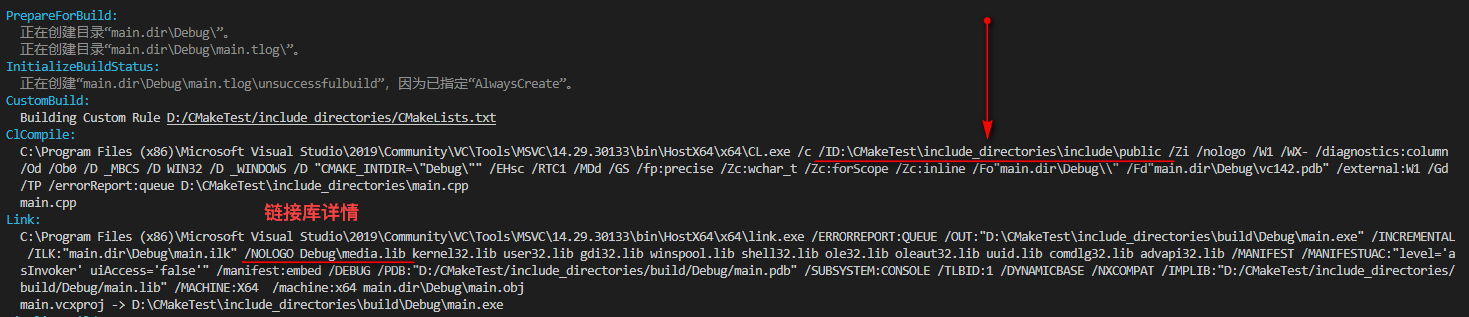 PrepareForBuild:
正在创建目录“main.dir\Debug\”。
正在创建目录“main.dir\Debug\main.tlog\”。
InitializeBuildStatus:
正在创建“main.dir\Debug\main.tlog\unsuccessfulbuild”，因为已指定“AlwaysCreate”。
CustomBuild:
Building Custom Rule D:/CMakeTest/include_directories/CMakeLists.txt
ClCompile:
C:\Program Files (x86)\Microsoft Visual Studio\2019\Community\VC\Tools\MSVC\14.29.30133\bin\HostX64\x64\CL.exe /c /ID:\CMakeTest\include_directories\include\public /Zi /nologo /W1 /WX- /diagnostics:column
/Od /Ob0 /D _MBCS /D WIN32 /D _WINDOWS /D "CMAKE_INTDIR=\"Debug\"" /EHsc /RTC1 /MDd /GS /fp:precise /Zc:wchar_t /Zc:forScope /Zc:inline /Fo"main.dir\Debug\\" /Fd"main.dir\Debug\vc142.pdb" /external:W1 /Gd
/TP /errorReport:queue D:\CMakeTest\include_directories\main.cpp
main.cpp
链接库详情
Link:
C:\Program Files (x86)\Microsoft Visual Studio\2019\Community\VC\Tools\MSVC\14.29.30133\bin\HostX64\x64\link.exe /ERRORREPORT:QUEUE /OUT:"D:\CMakeTest\include_directories\build\Debug\main.exe" /INCREMENTAL
/ILK:"main.dir\Debug\main.ilk" /NOLOGO Debug\media.lib kernel32.lib user32.lib gdi32.lib winspool.lib shell32.lib ole32.lib oleaut32.lib uuid.lib comdlg32.lib advapi32.lib /MANIFEST /MANIFESTUAC:"level='a
sInvoker' uiAccess='false'" /manifest:embed /DEBUG /PDB:"D:/CMakeTest/include_directories/build/Debug/main.pdb" /SUBSYSTEM:CONSOLE /TLBID:1 /DYNAMICBASE /NXCOMPAT /IMPLIB:"D:/CMakeTest/include_directories/
build/Debug/main.lib" /MACHINE:X64  /machine:x64 main.dir\Debug\main.obj
main.vcxproj -> D:\CMakeTest\include_directories\build\Debug\main.exe